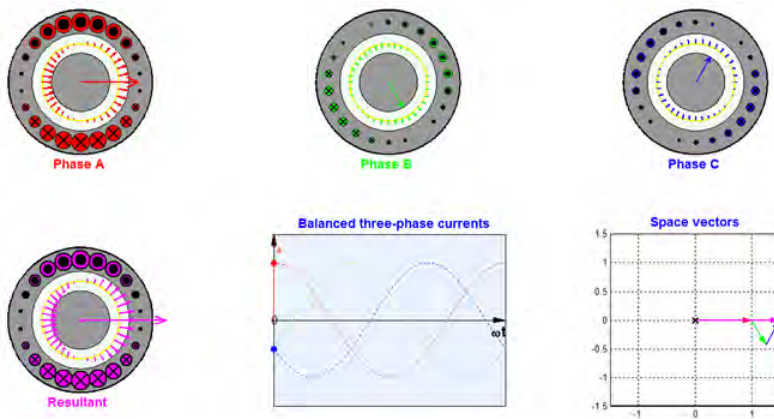 Phase A
Phase B
Phase C
Resultant
Balanced three-phase currents
0
ωt
Space vectors
1.5
1
0.5
0
-0.5
-1
-1.5
-1
0
1